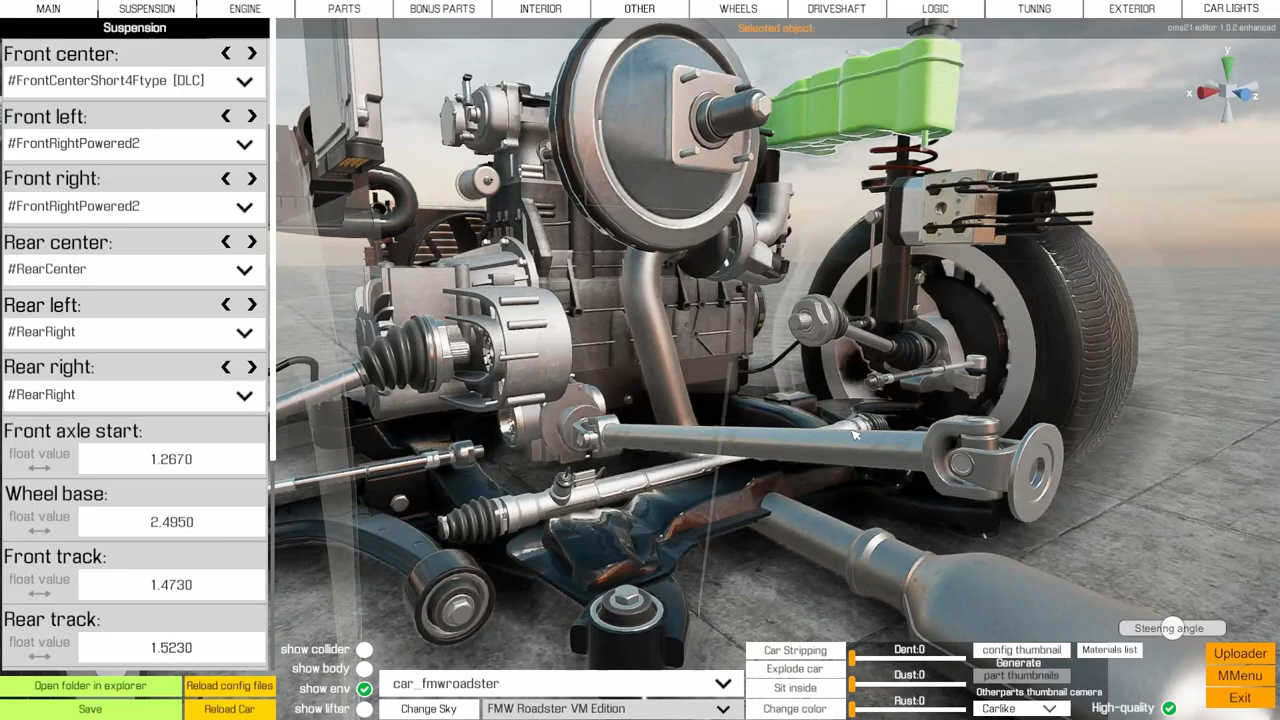 MAIN SUSPENSION ENGINE PARTS BONUS PARTS INTERIOR OTHER WHEELS DRIVESHAFT LOGIC TUNING EXTERIOR CAR LIGHTS
Suspension
Selected object:
cms21 editor 1.0.2 enhanced
Front center:
#FrontCenterShort4Ftype [DLC]
Front left:
#FrontRightPowered2
Front right:
#FrontRightPowered2
Rear center:
#RearCenter
Rear left:
#RearRight
Rear right:
#RearRight
Front axle start:
float value 1.2670
Wheel base:
float value 2.4950
Front track:
float value 1.4730
Rear track:
float value 1.5230
Open folder in explorer Reload config files
Save Reload Car
y
x z
Steering angle
show collider
show body
show env
show lifter
car_fmwroadster
Change Sky FMW Roadster VM Edition
Car Stripping
Explode car
Sit inside
Change color
Dent:0
Dust:0
Rust:0
config thumbnail Materials list
Generate
part thumbnails
Otherparts thumbnail camera
Carlike High-quality
Uploader
MMenu
Exit